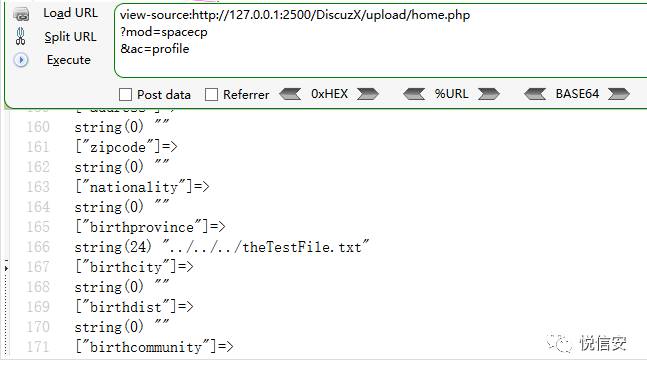 Load URL
Split URL
Execute
view-source:http://127.0.0.1:2500/DiscuzX/upload/home.php
?mod=spacecp
&ac=profile
Post data Referrer 0xHEX %URL BASE64
160 string(0) ""
161 ["zipcode"]=>
162 string(0) ""
163 ["nationality"]=>
164 string(0) ""
165 ["birthprovince"]=>
166 string(24) "../../../theTestFile.txt"
167 ["birthcity"]=>
168 string(0) ""
169 ["birthdist"]=>
170 string(0) ""
171 ["birthcommunity"]=>
悦信安